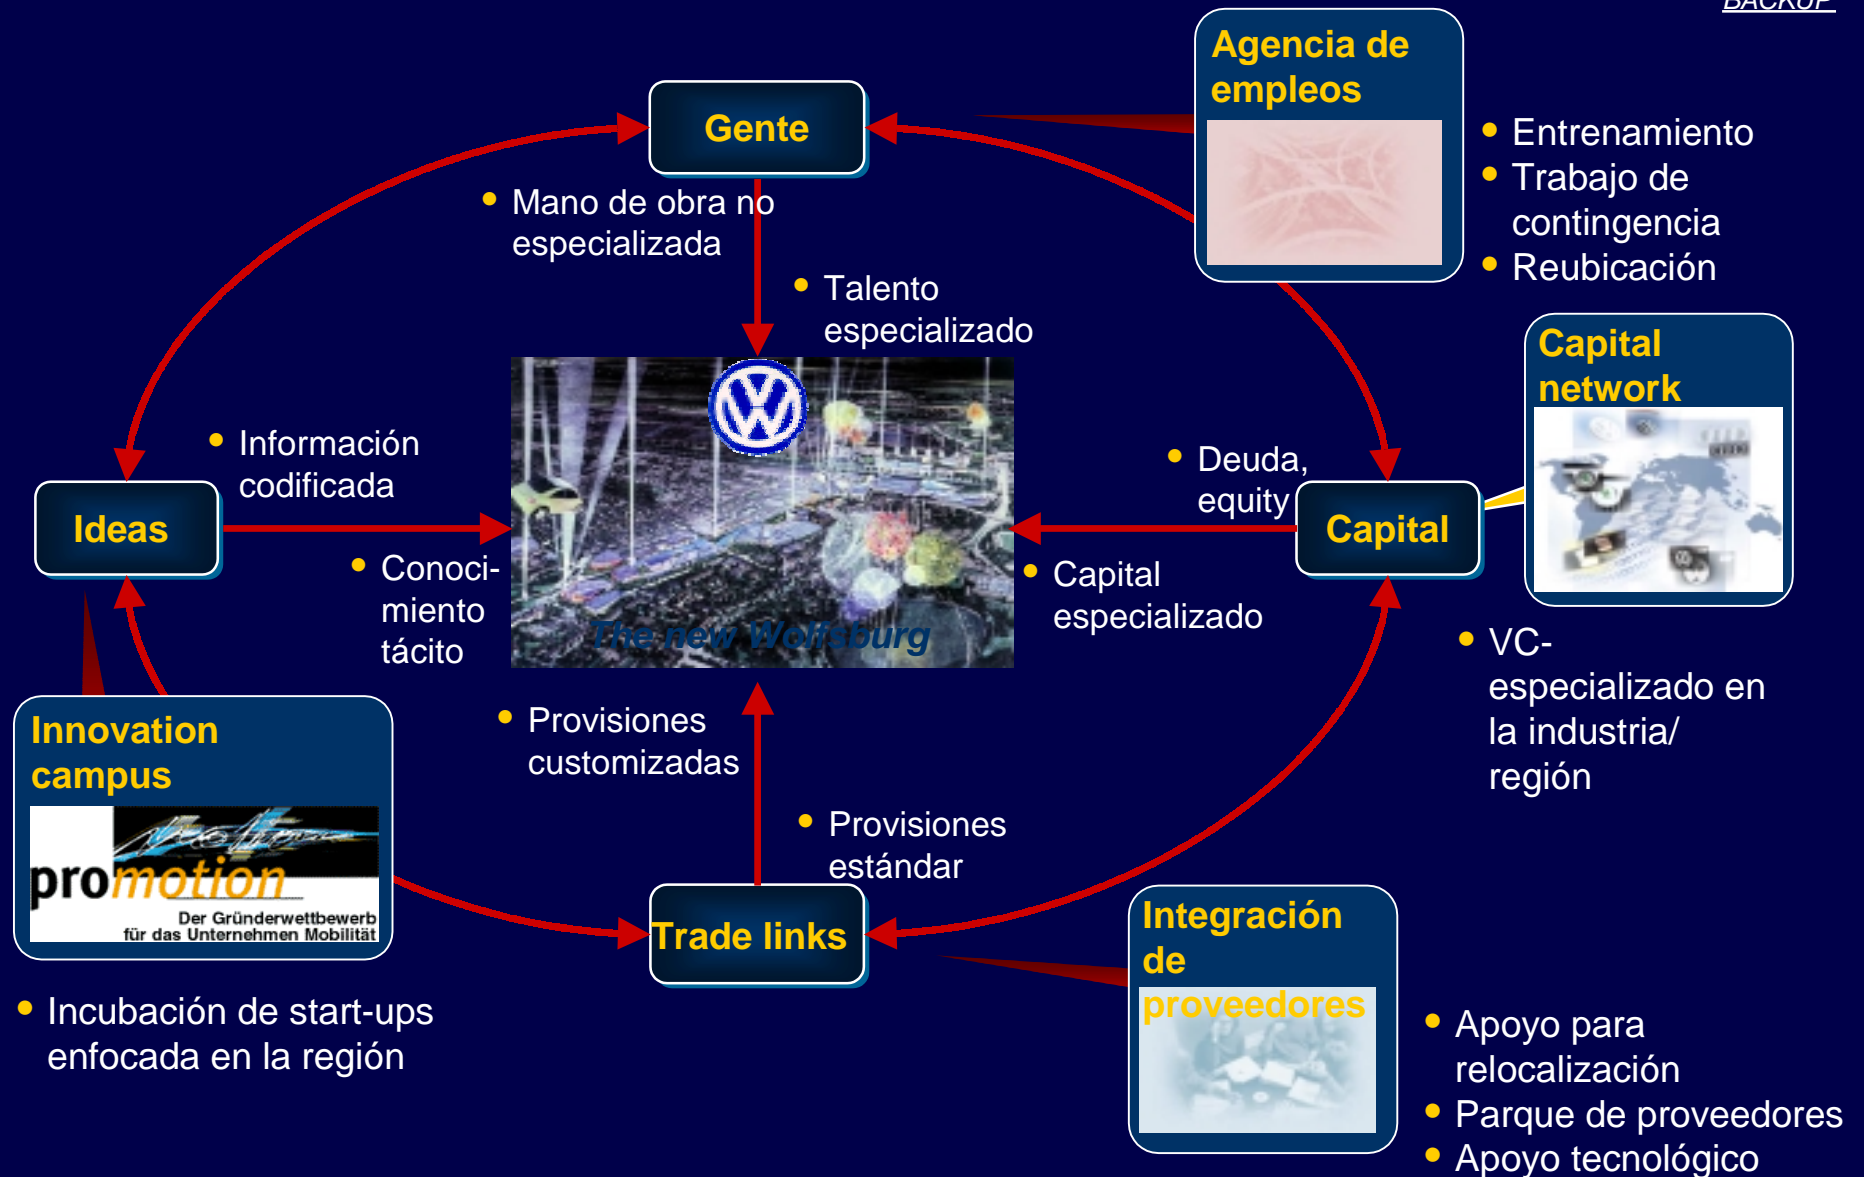 BACKUP
Agencia de
empleos
Gente
Entrenamiento
Trabajo de
contingencia
Reubicación
Mano de obra no
especializada
Talento
especializado
Capital
network
Información
codificada
Deuda,
equity
Ideas
Capital
Conoci-
miento
tácito
Capital
especializado
The new Wolfsburg
VC-
especializado en
la industria/
región
Innovation
campus
promotion
Der Gründerwettbewerb
für das Unternehmen Mobilität
Provisiones
customizadas
Provisiones
estándar
Trade links
Integración
de
proveedores
Incubación de start-ups
enfocada en la región
Apoyo para
relocalización
Parque de proveedores
Apoyo tecnológico